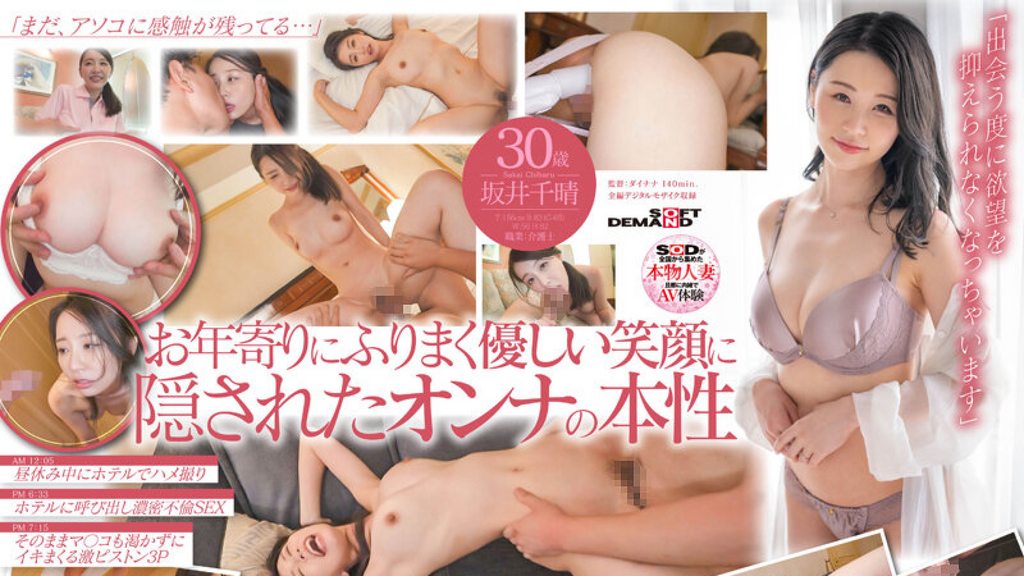 「まだ、アソコに感触が残ってる…」
「出会う度に欲望を
抑えられなくなっちゃいます」
30歳
Sakai Chiharu
坂井千晴
職業:介護士
監督:ダイナナ 140min.
全編デジタルモザイク収録
SOFT
DEMAND
SOD
全国から集めた
本物人妻
旦那に内緒で
AV体験
お年寄りにふりまく優しい笑顔に
隠されたオンナの本性
AM 12:05
昼休み中にホテルでハメ撮り
PM 6:33
ホテルに呼び出し濃密不倫SEX
PM 7:15
そのままマ〇コも渇かずに
イキまくる激ピストン3P